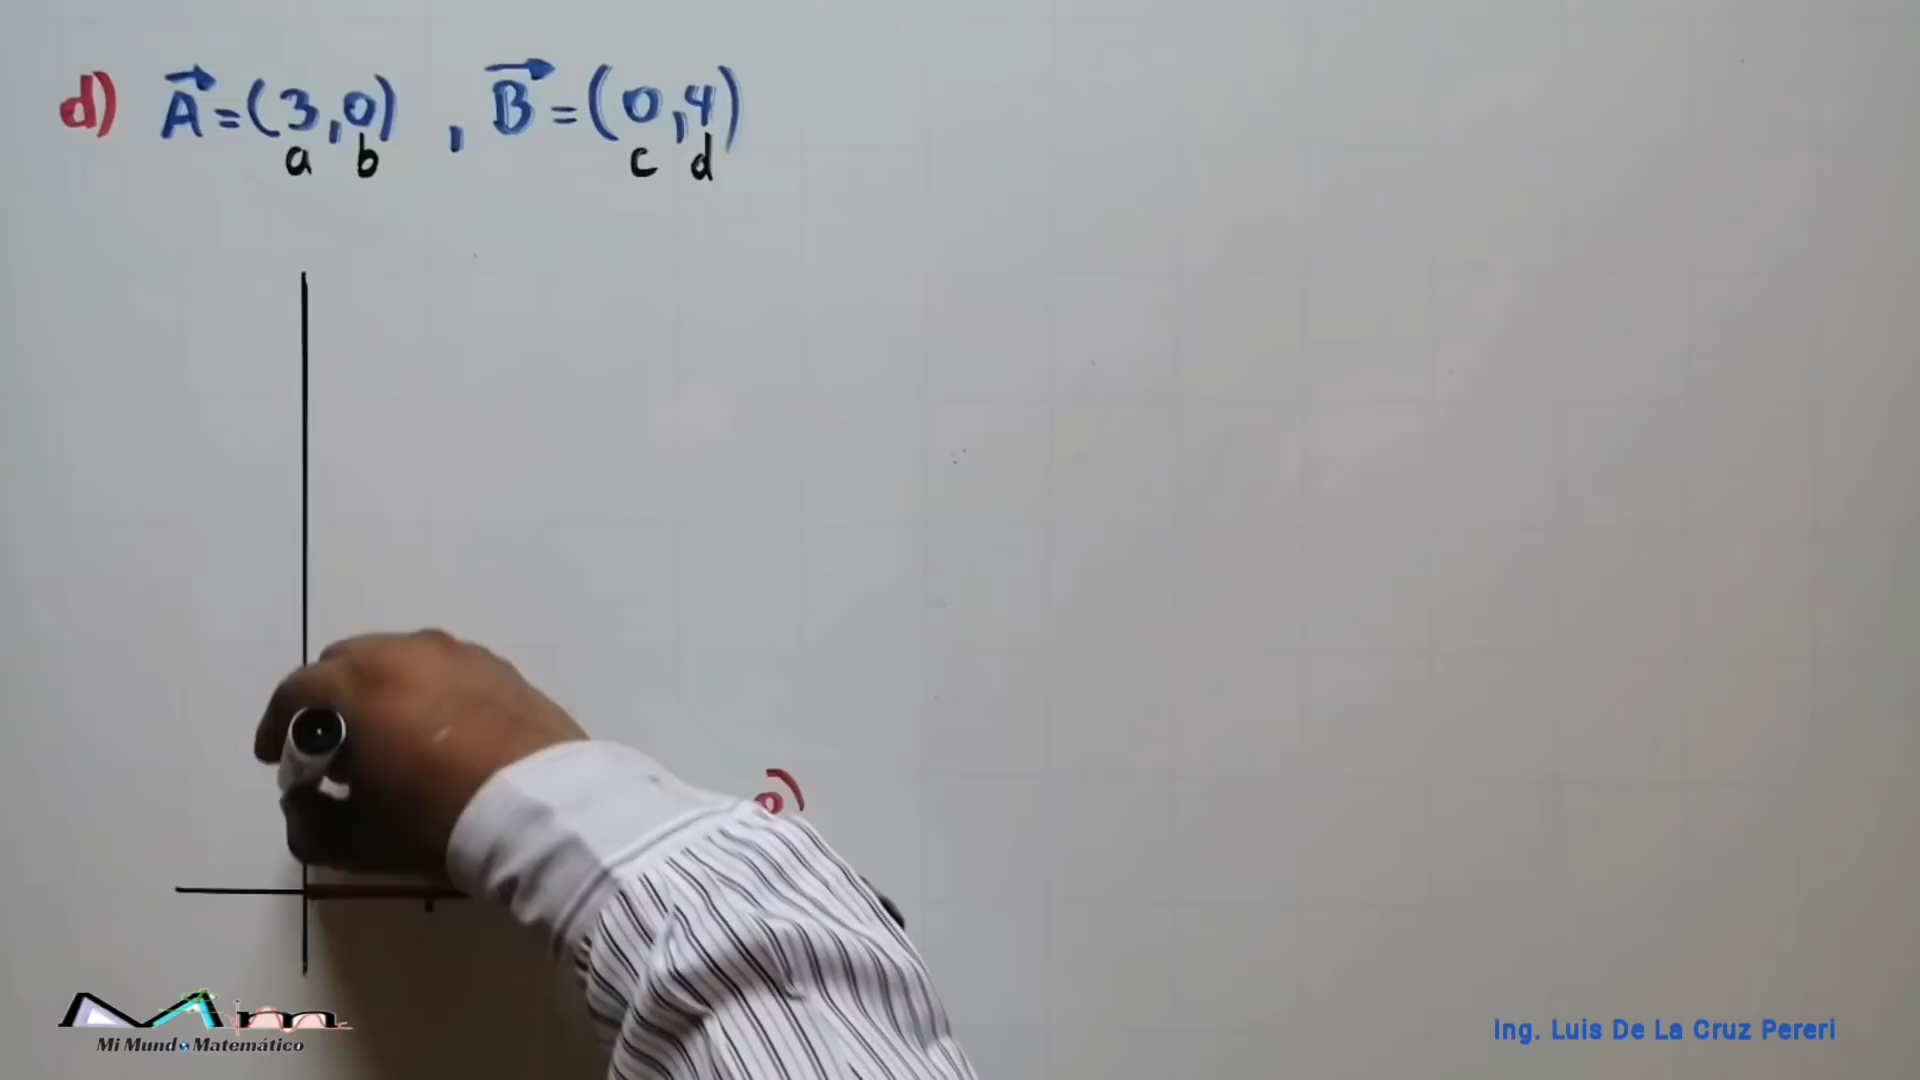 d) A = (3,0) , B = (0,4)
a b c d
Mi Mundo Matemático
Ing. Luis De La Cruz Pereri